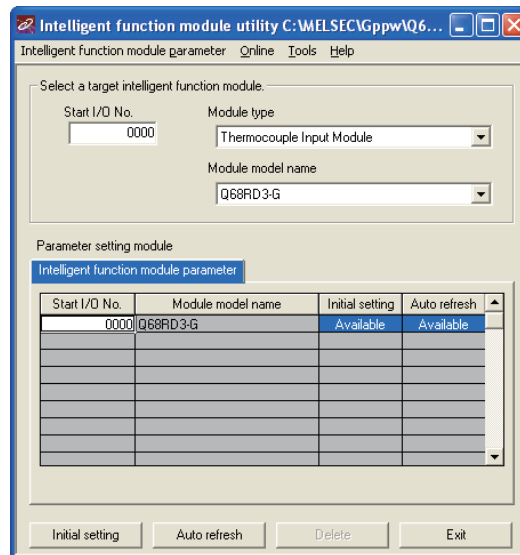 Intelligent function module utility C:\MELSEC\Gppw\Q6...
Intelligent function module parameter Online Tools Help
Select a target intelligent function module.
Start I/O No. Module type
0000 Thermocouple Input Module
Module model name
Q68RD3-G
Parameter setting module
Intelligent function module parameter
Start I/O No. Module model name Initial setting Auto refresh
0000 Q68RD3-G Available Available
Initial setting Auto refresh Delete Exit